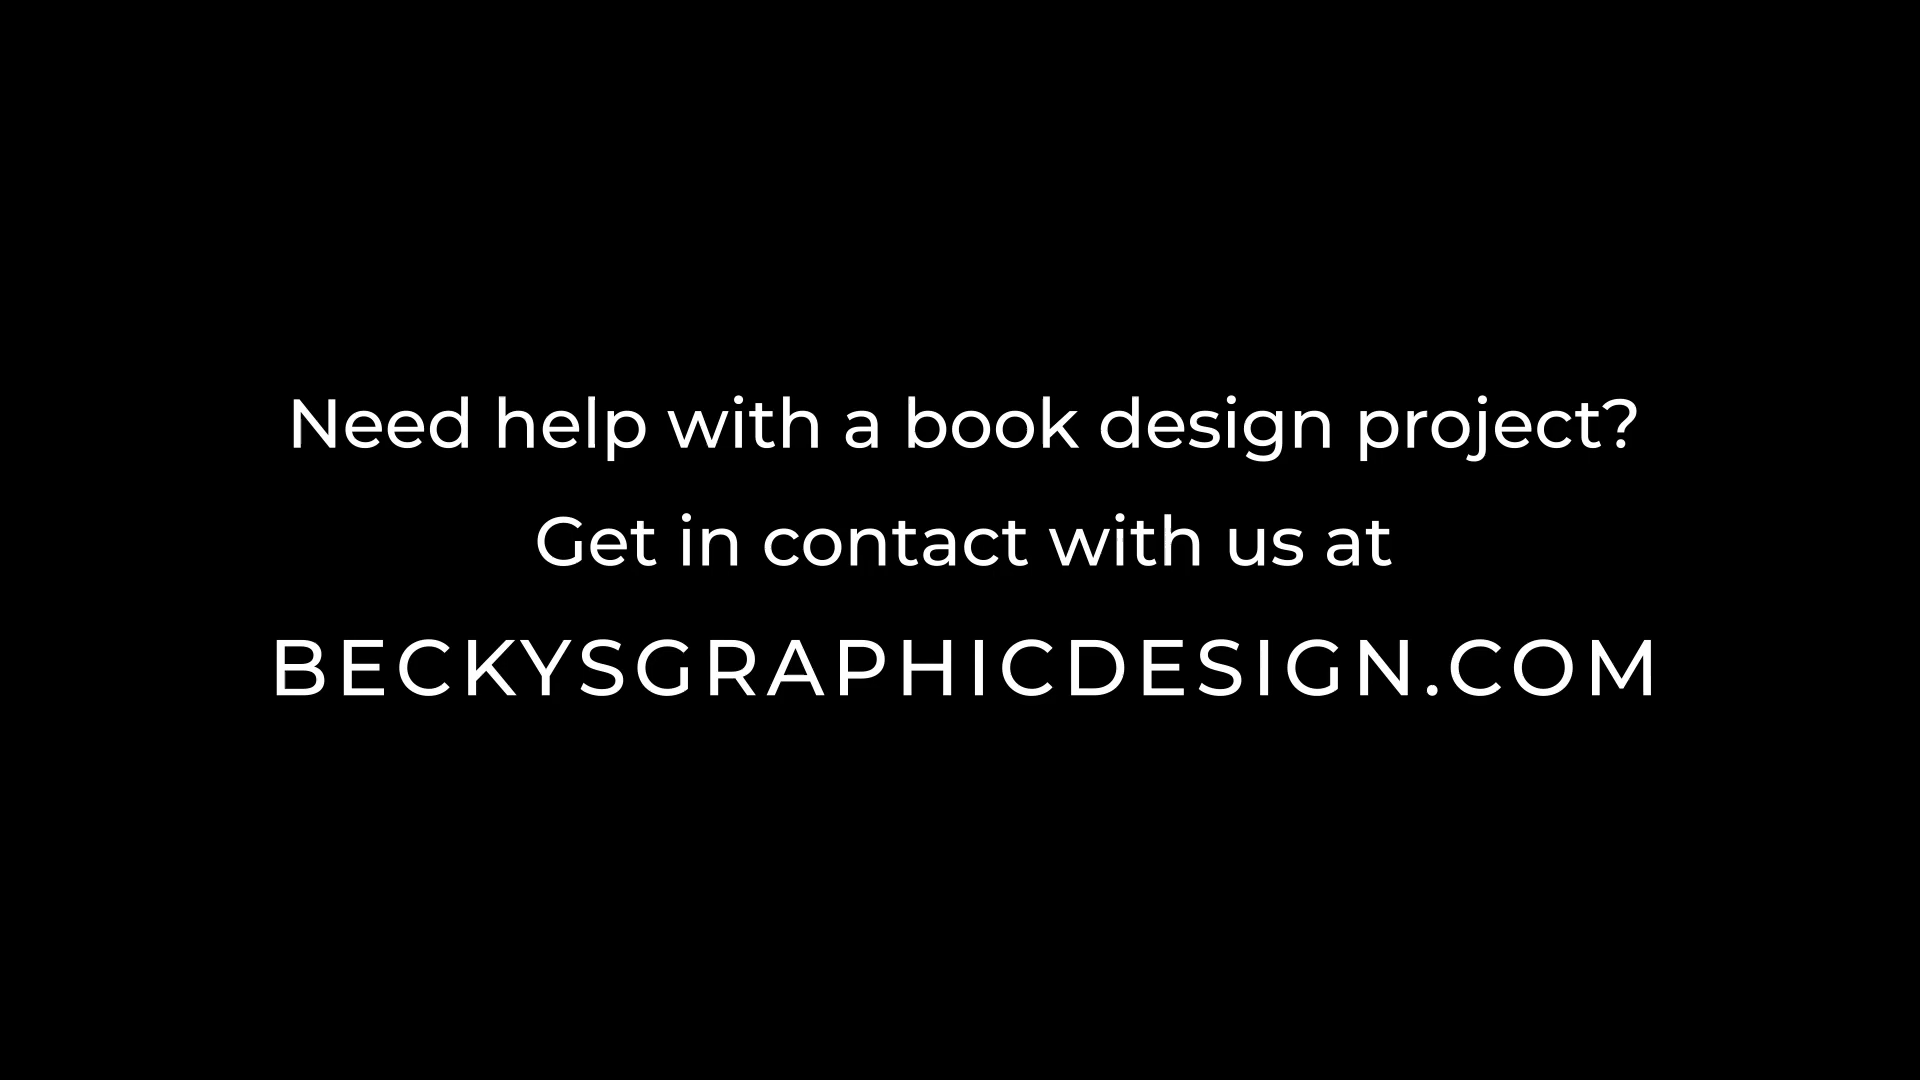 Need help with a book design project?
Get in contact with us at
BECKYSGRAPHICDESIGN.COM